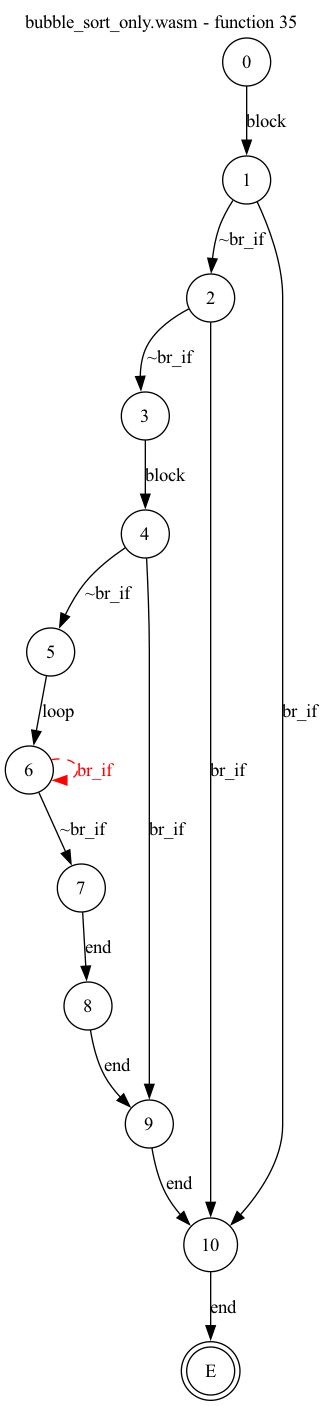 bubble_sort_only.wasm - function 35
0
block
1
~br_if
2
~br_if
3
block
4
~br_if
5
loop
br_if
6
br_if
br_if
~br_if
br_if
7
end
8
end
9
end
10
end
E